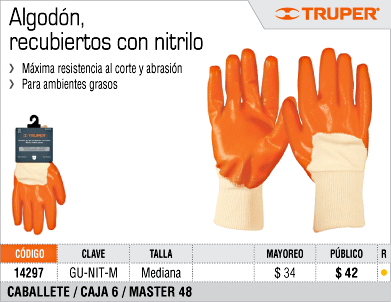 Algodón,
recubiertos con nitrilo
TRUPER®
› Máxima resistencia al corte y abrasión
› Para ambientes grasos
TRUPER
CÓDIGO CLAVE TALLA MAYOREO PÚBLICO R
14297 GU-NIT-M Mediana $ 34 $ 42
CABALLETE / CAJA 6 / MASTER 48